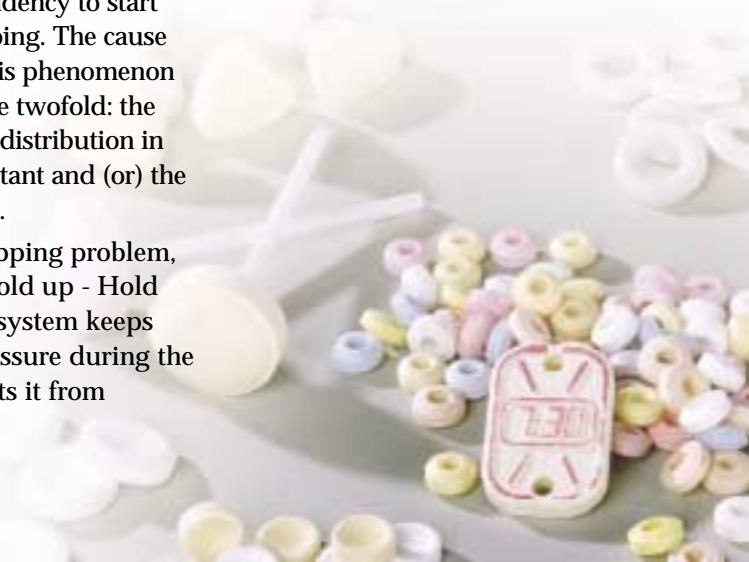 dency to start
ping. The cause
is phenomenon
e twofold: the
distribution in
tant and (or) the
.
pping problem,
old up - Hold
system keeps
ssure during the
ts it from
7:30